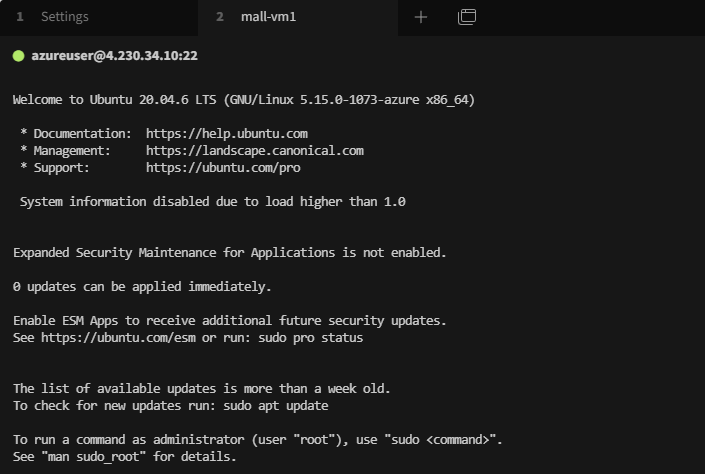 1 Settings 2 mall-vm1
azureuser@4.230.34.10:22
Welcome to Ubuntu 20.04.6 LTS (GNU/Linux 5.15.0-1073-azure x86_64)
* Documentation: https://help.ubuntu.com
* Management: https://landscape.canonical.com
* Support: https://ubuntu.com/pro
System information disabled due to load higher than 1.0
Expanded Security Maintenance for Applications is not enabled.
0 updates can be applied immediately.
Enable ESM Apps to receive additional future security updates.
See https://ubuntu.com/esm or run: sudo pro status
The list of available updates is more than a week old.
To check for new updates run: sudo apt update
To run a command as administrator (user "root"), use "sudo <command>".
See "man sudo_root" for details.